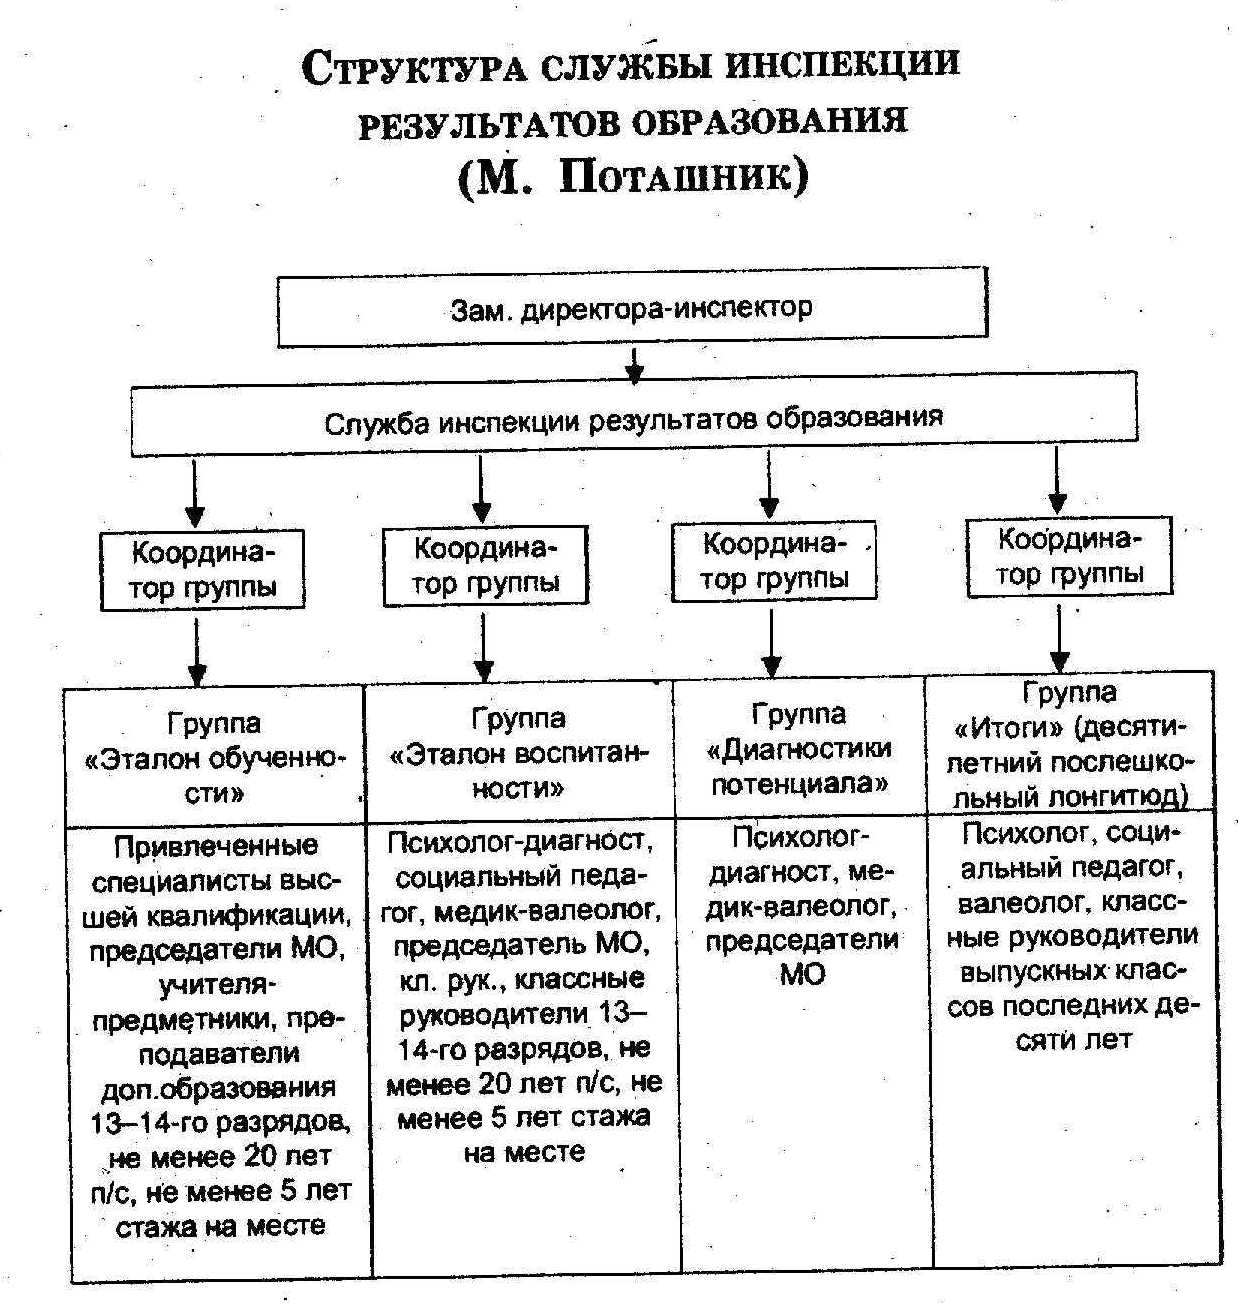 СТРУКТУРА СЛУЖБЫ ИНСПЕКЦИИ
РЕЗУЛЬТАТОВ ОБРАЗОВАНИЯ
(М. ПОТАШНИК)
Зам. директора-инспектор
Служба инспекции результатов образования
Координа-
тор группы
Координа-
тор группы
Координа-
тор группы
Координа-
тор группы
Группа
«Эталон обученно-
сти»
Группа
«Эталон воспитан-
ности»
Группа
«Диагностики
потенциала»
Группа
«Итоги» (десяти-
летний послешко-
льный лонгитюд)
Привлеченные
специалисты выс-
шей квалификации,
председатели МО,
учителя-
предметники, пре-
подаватели
доп.образования
13–14-го разрядов,
не менее 20 лет
п/с, не менее 5 лет
стажа на месте
Психолог-диагност,
социальный педа-
гог, медик-валеолог,
председатель МО,
кл. рук., классные
руководители 13–
14-го разрядов, не
менее 20 лет п/с, не
менее 5 лет стажа
на месте
Психолог-
диагност, ме-
дик-валеолог,
председатели
МО
Психолог, соци-
альный педагог,
валеолог, класс-
ные руководители
выпускных клас-
сов последних де-
сяти лет